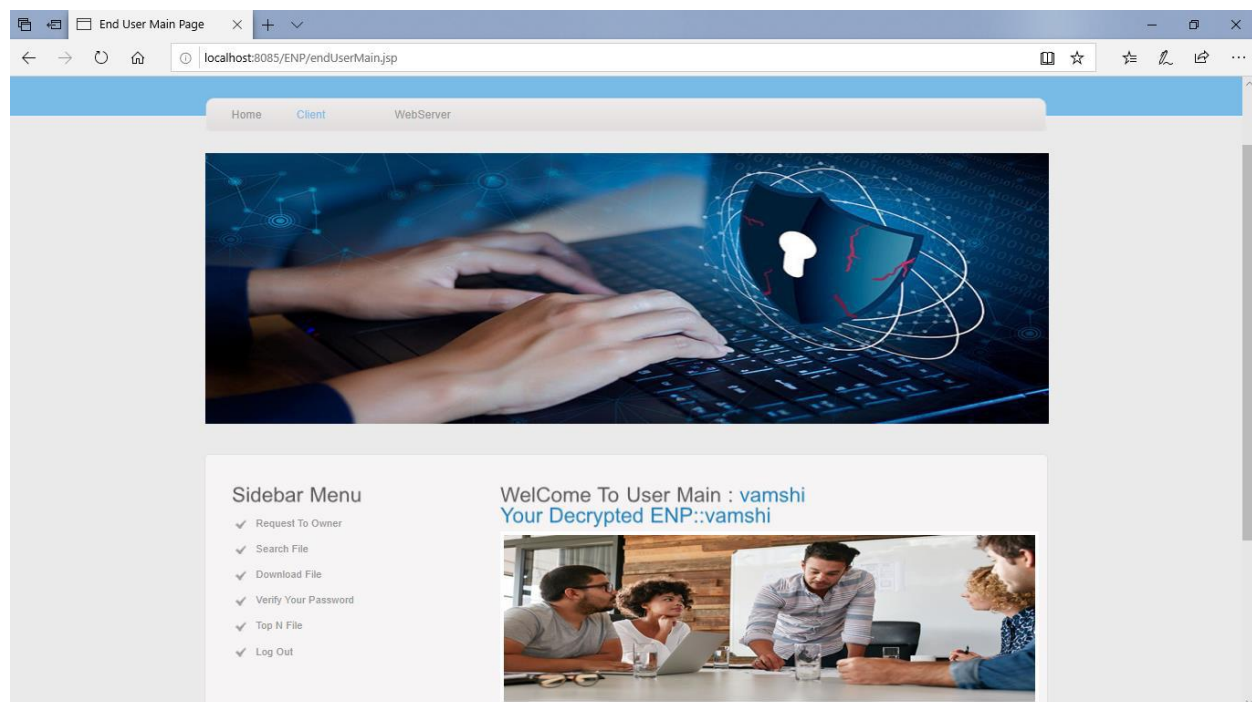 End User Main Page
localhost:8085/ENP/endUserMain.jsp
Home Client WebServer
Sidebar Menu
Request To Owner
Search File
Download File
Verify Your Password
Top N File
Log Out
WelCome To User Main : vamshi
Your Decrypted ENP::vamshi